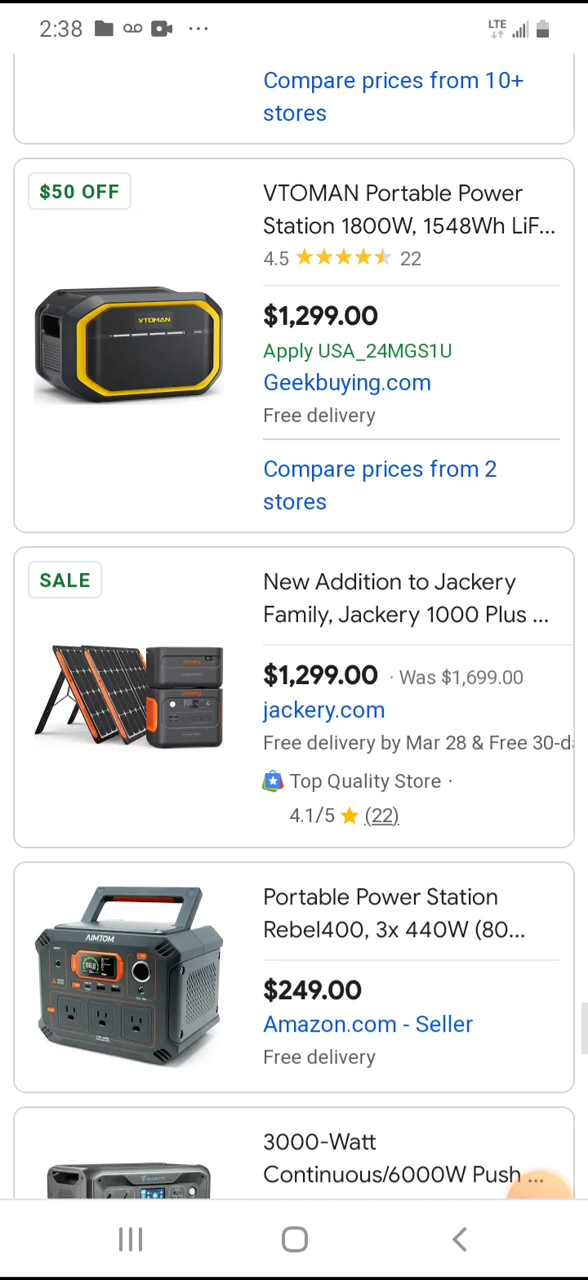 2:38
LTE
Compare prices from 10+
stores
$50 OFF
VTOMAN Portable Power
Station 1800W, 1548Wh LiF...
4.5 22
VTOMAN
$1,299.00
Apply USA_24MGS1U
Geekbuying.com
Free delivery
Compare prices from 2
stores
SALE
New Addition to Jackery
Family, Jackery 1000 Plus ...
$1,299.00 · Was $1,699.00
jackery.com
Free delivery by Mar 28 & Free 30-d
Top Quality Store ·
4.1/5 (22)
Portable Power Station
Rebel400, 3x 440W (80...
AIMTOM
$249.00
Amazon.com - Seller
Free delivery
3000-Watt
Continuous/6000W Push ...